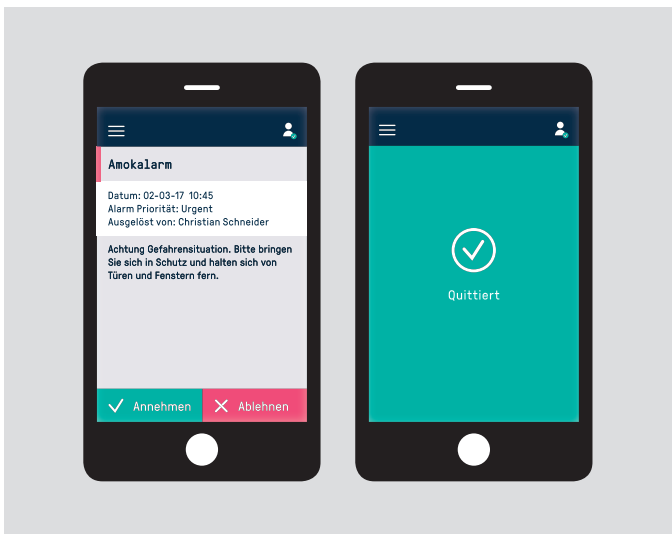 Amokalarm
Datum: 02-03-17 10:45
Alarm Priorität: Urgent
Ausgelöst von: Christian Schneider
Achtung Gefahrensituation. Bitte bringen
Sie sich in Schutz und halten sich von
Türen und Fenstern fern.
Annehmen
Ablehnen
Quittiert